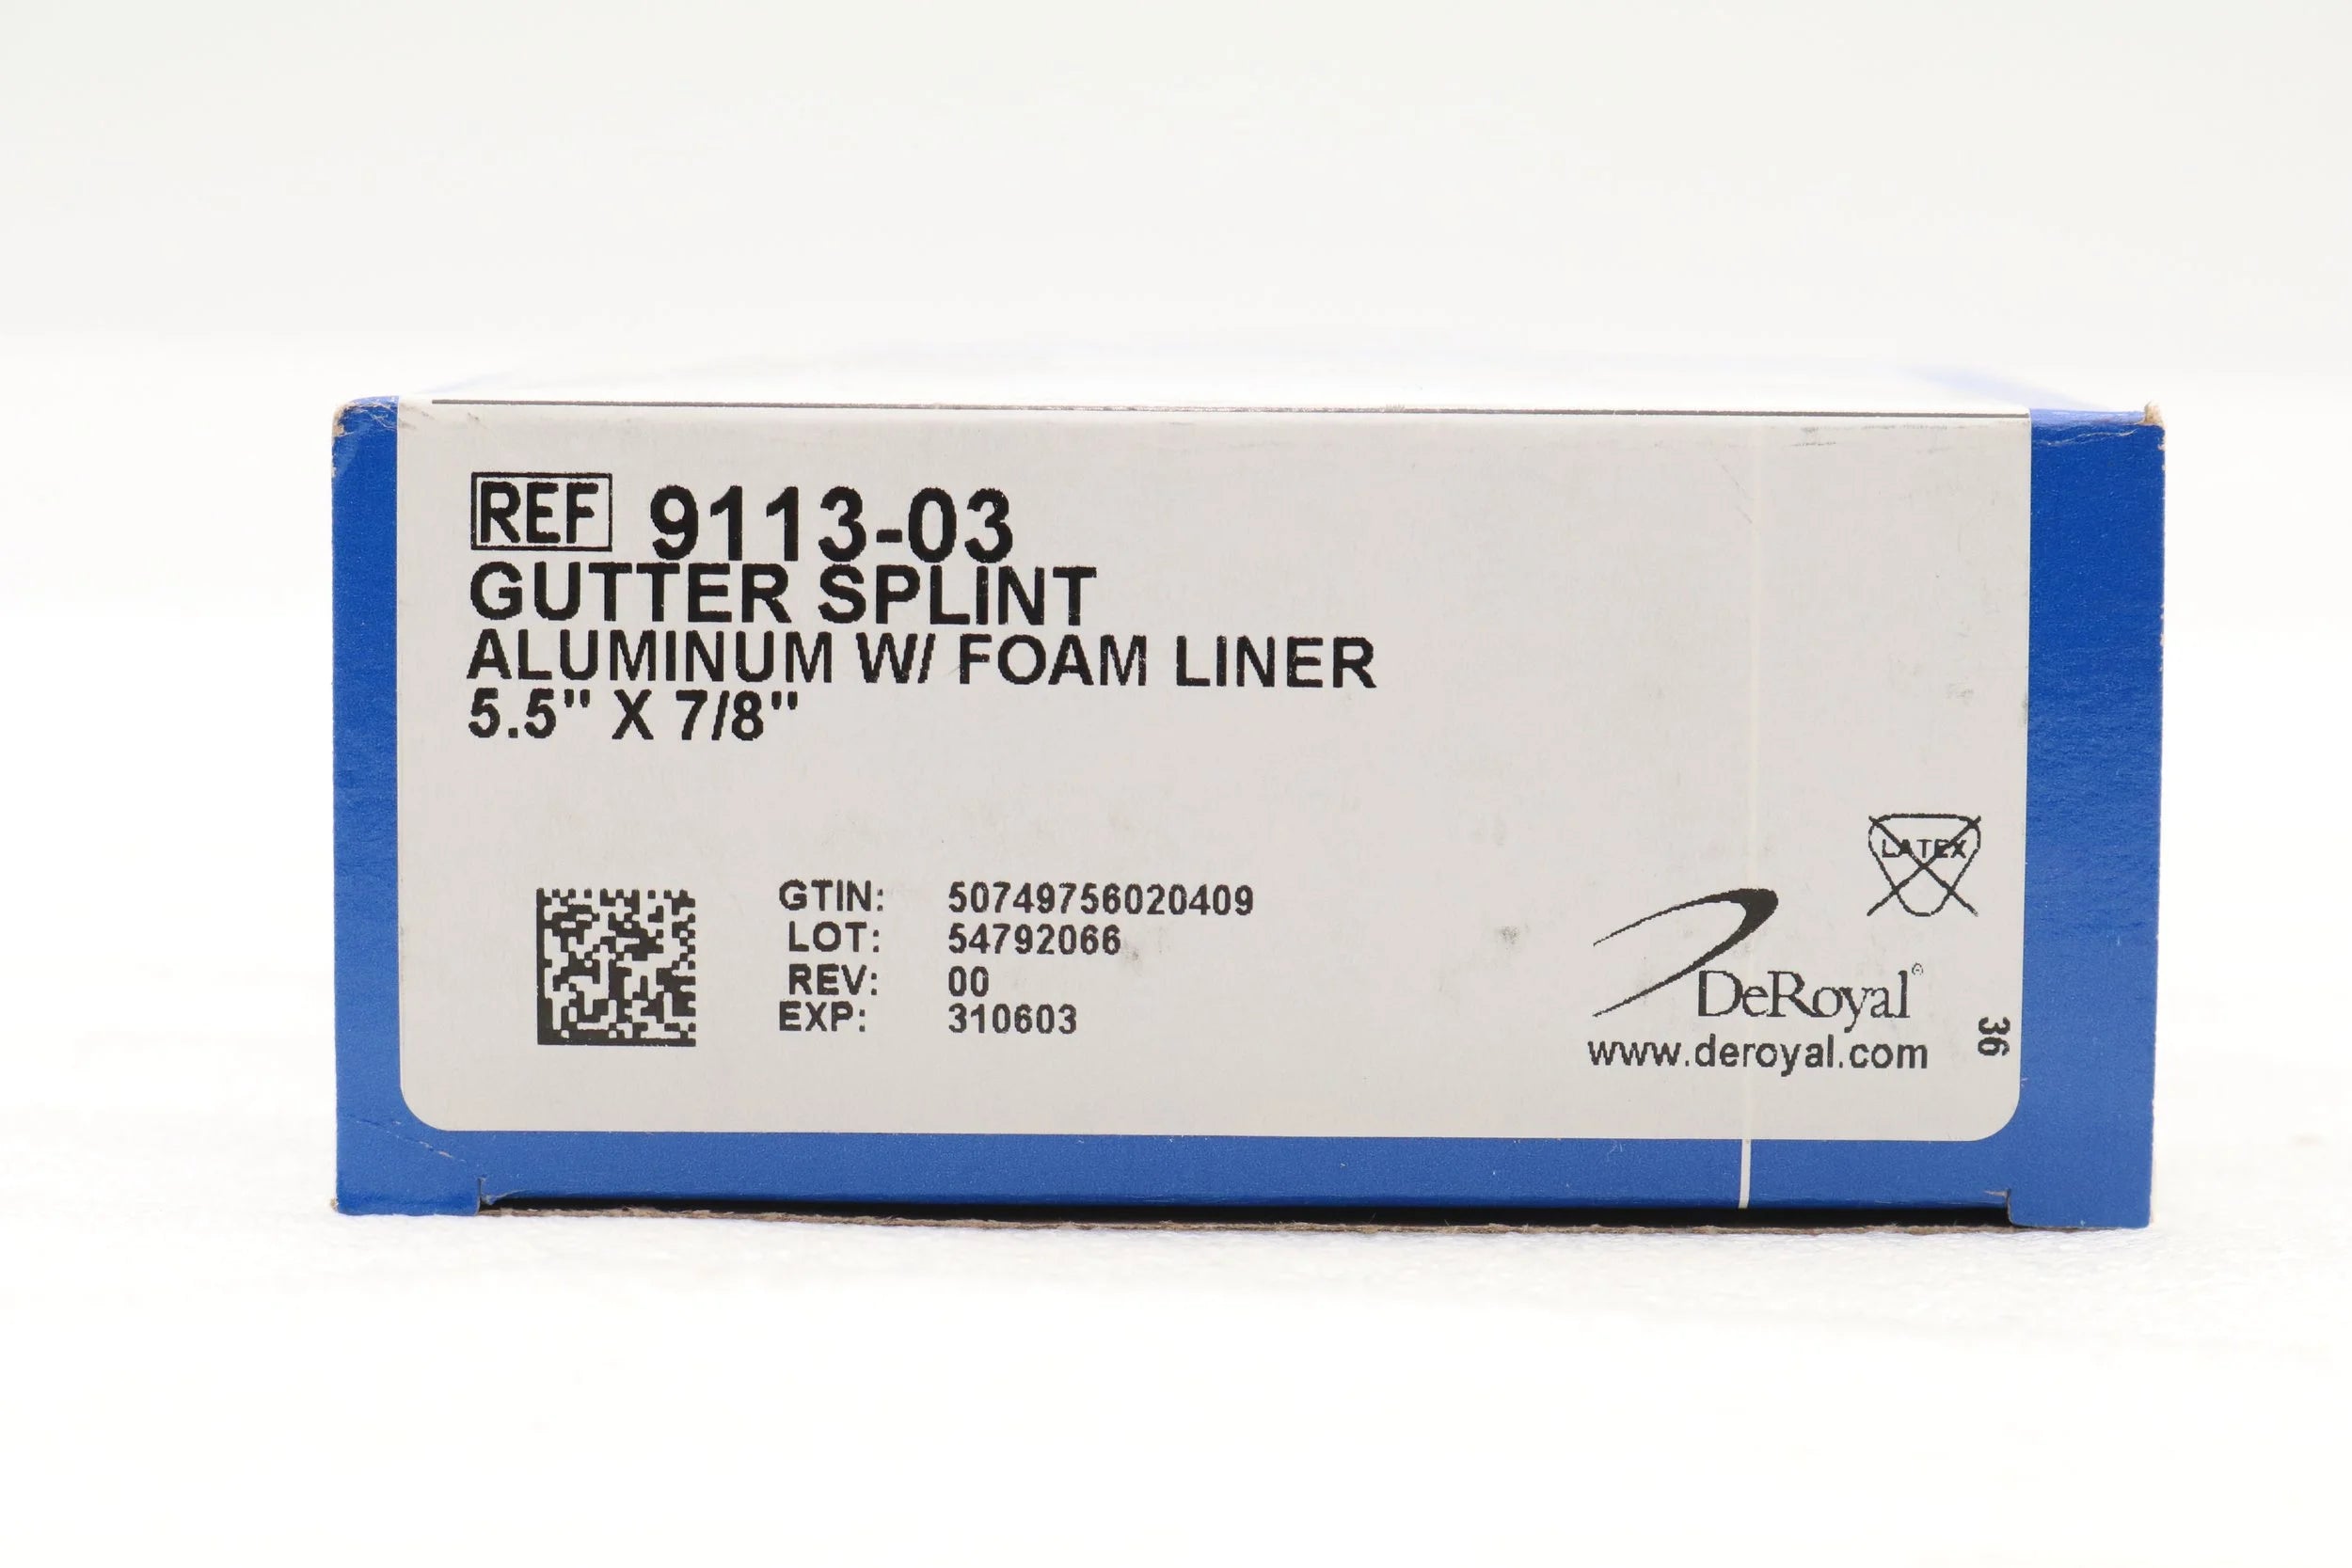 REF 9113-03
GUTTER SPLINT
ALUMINUM W/ FOAM LINER
5.5" X 7/8"
GTIN: 50749756020409
LOT: 54792066
REV: 00
EXP: 310603
LATEX
DeRoyal®
www.deroyal.com
36